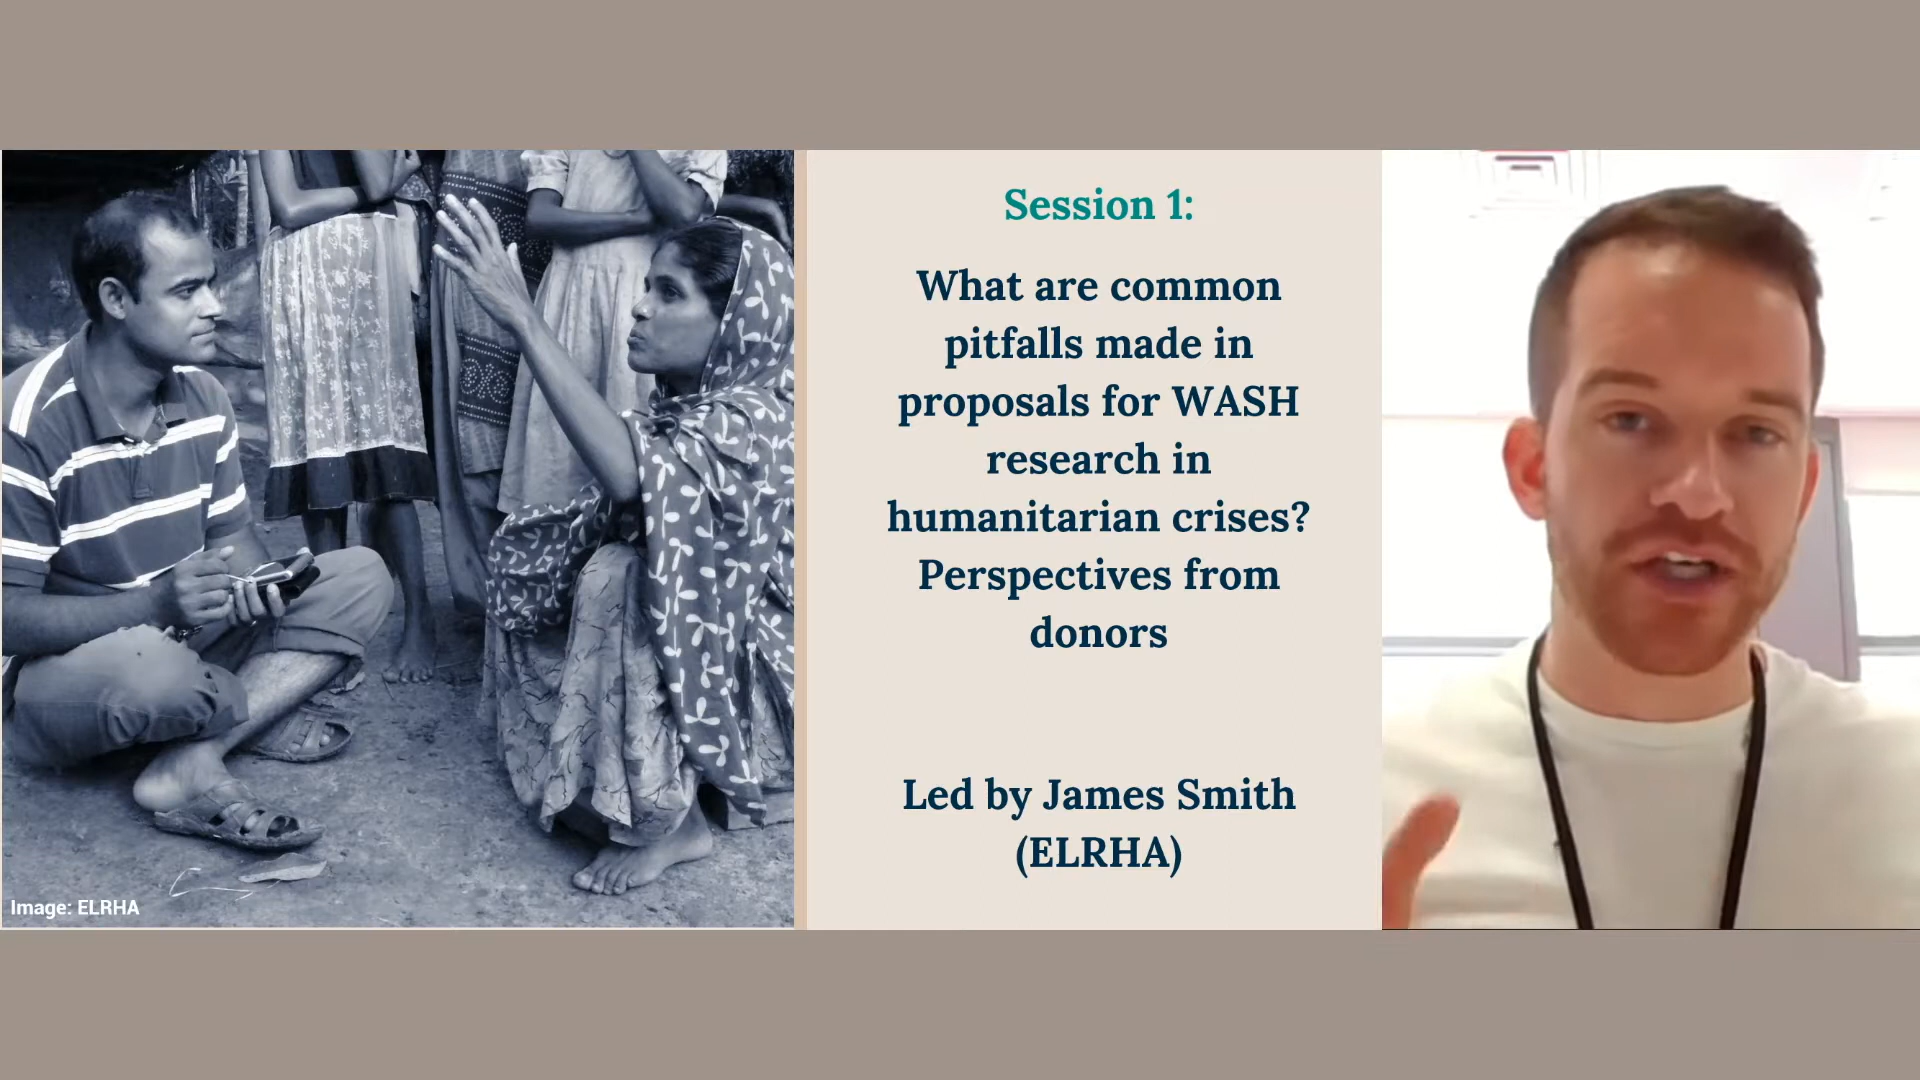 Session 1:
What are common
pitfalls made in
proposals for WASH
research in
humanitarian crises?
Perspectives from
donors
Led by James Smith
(ELRHA)
Image: ELRHA